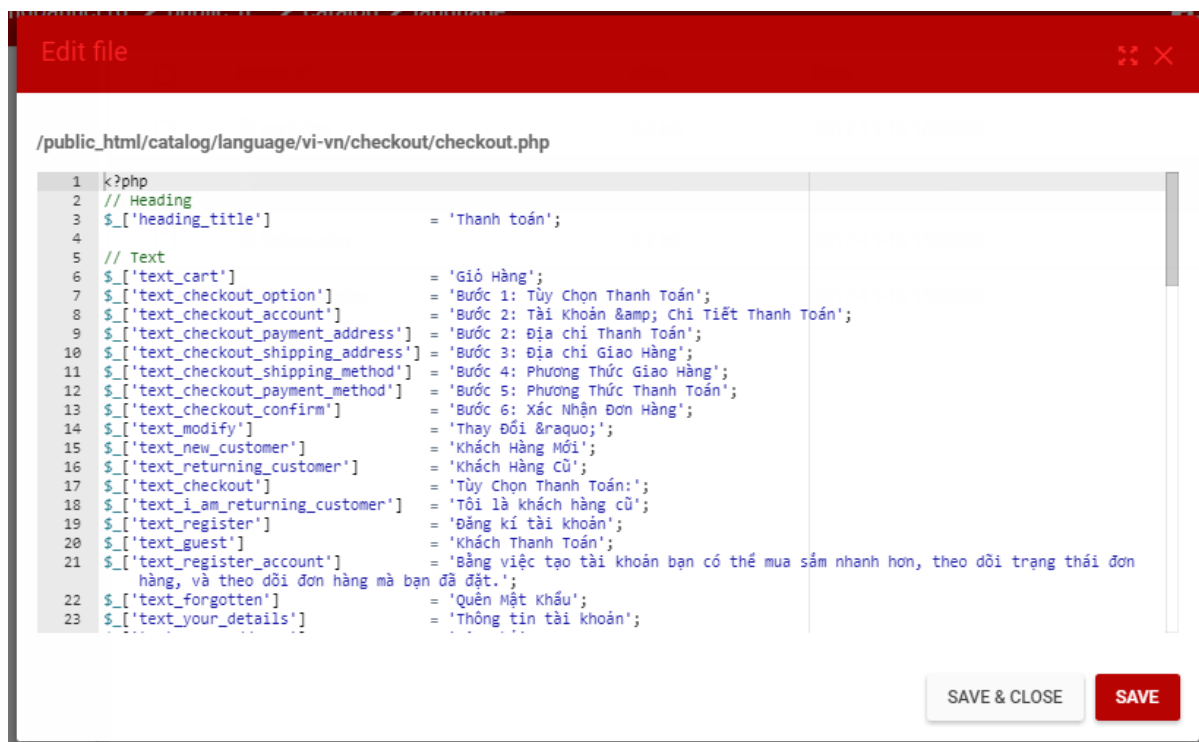 Edit file
/public_html/catalog/language/vi-vn/checkout/checkout.php
1 <?php
2 // Heading
3 $_['heading_title'] = 'Thanh toán';
4
5 // Text
6 $_['text_cart'] = 'Giỏ Hàng';
7 $_['text_checkout_option'] = 'Bước 1: Tùy Chọn Thanh Toán';
8 $_['text_checkout_account'] = 'Bước 2: Tài Khoản &amp; Chi Tiết Thanh Toán';
9 $_['text_checkout_payment_address'] = 'Bước 2: Địa chỉ Thanh Toán';
10 $_['text_checkout_shipping_address'] = 'Bước 3: Địa chỉ Giao Hàng';
11 $_['text_checkout_shipping_method'] = 'Bước 4: Phương Thức Giao Hàng';
12 $_['text_checkout_payment_method'] = 'Bước 5: Phương Thức Thanh Toán';
13 $_['text_checkout_confirm'] = 'Bước 6: Xác Nhận Đơn Hàng';
14 $_['text_modify'] = 'Thay Đổi &raquo;';
15 $_['text_new_customer'] = 'Khách Hàng Mới';
16 $_['text_returning_customer'] = 'Khách Hàng Cũ';
17 $_['text_checkout'] = 'Tùy Chọn Thanh Toán:';
18 $_['text_i_am_returning_customer'] = 'Tôi là khách hàng cũ';
19 $_['text_register'] = 'Đăng kí tài khoản';
20 $_['text_guest'] = 'Khách Thanh Toán';
21 $_['text_register_account'] = 'Bằng việc tạo tài khoản bạn có thể mua sắm nhanh hơn, theo dõi trạng thái đơn
hàng, và theo dõi đơn hàng mà bạn đã đặt.';
22 $_['text_forgotten'] = 'Quên Mật Khẩu';
23 $_['text_your_details'] = 'Thông tin tài khoản';
SAVE & CLOSE
SAVE